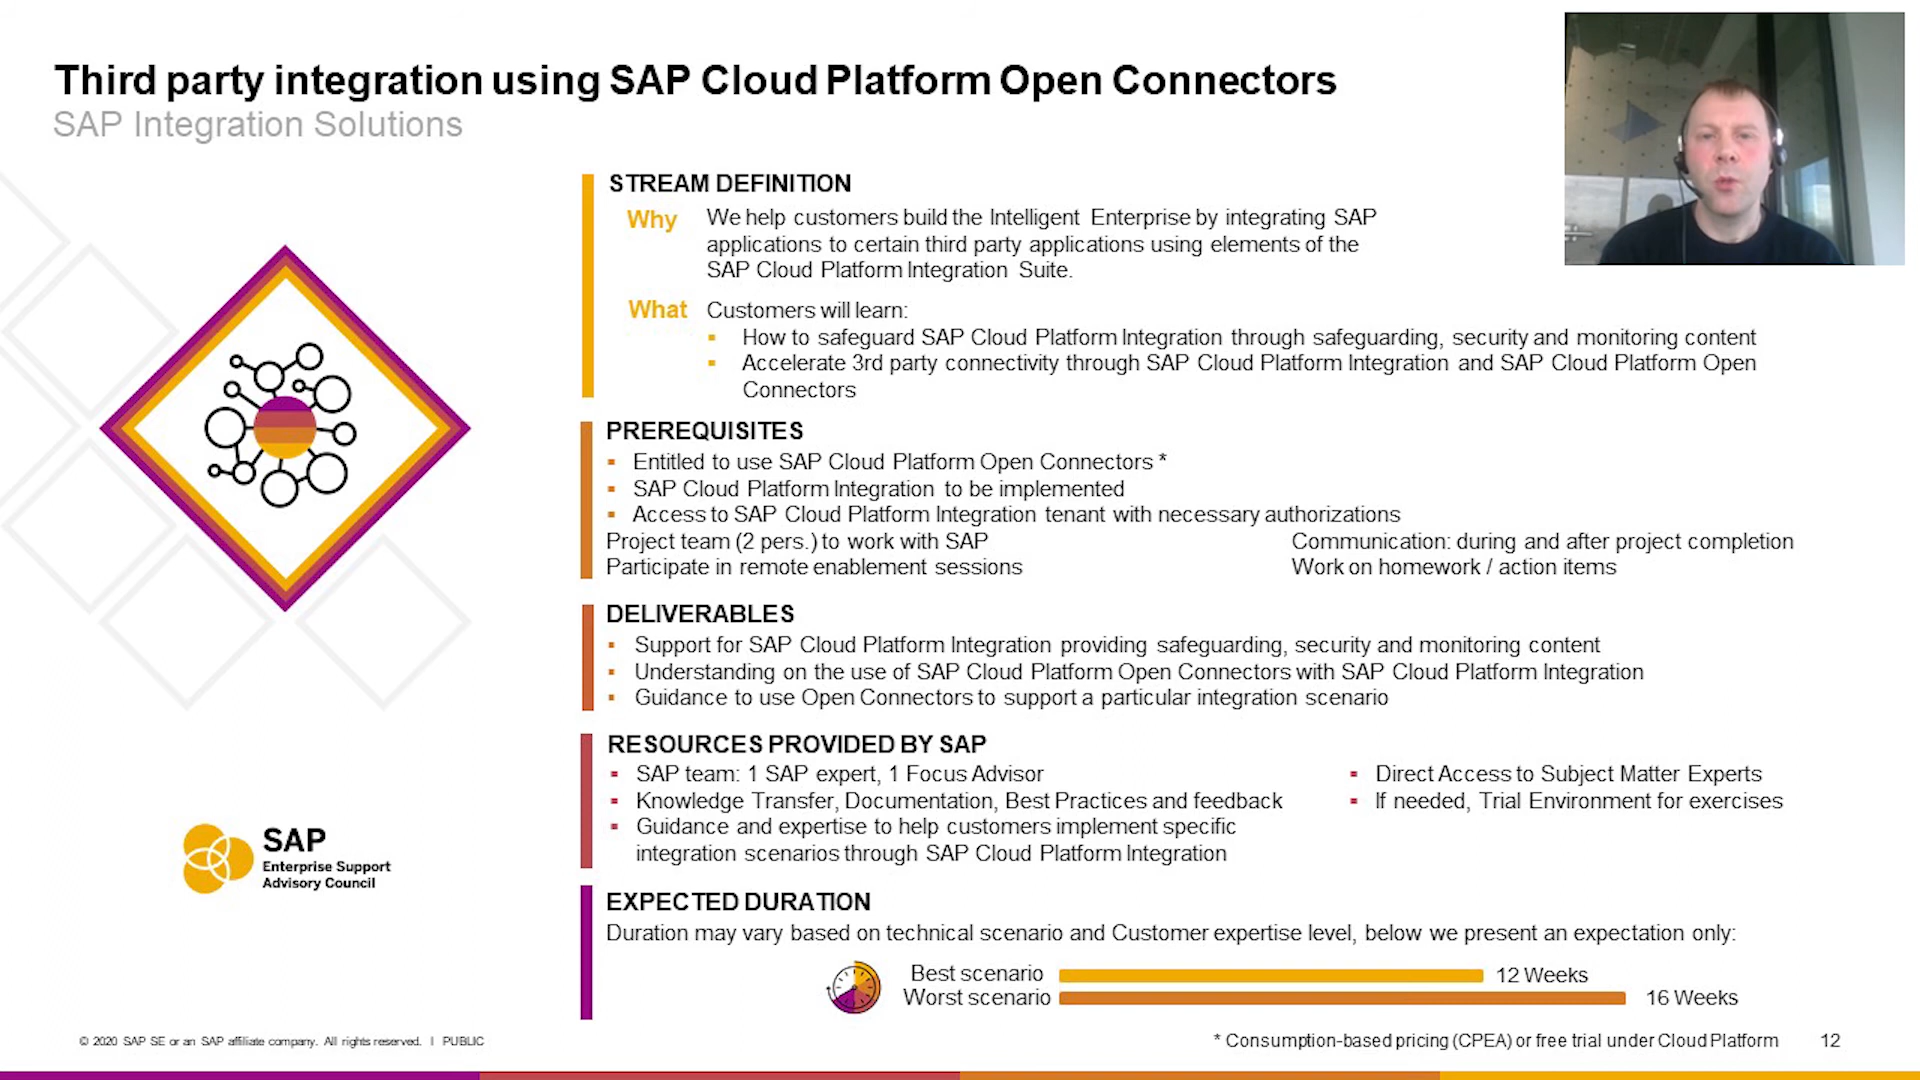 Third party integration using SAP Cloud Platform Open Connectors
SAP Integration Solutions
STREAM DEFINITION
Why We help customers build the Intelligent Enterprise by integrating SAP
applications to certain third party applications using elements of the
SAP Cloud Platform Integration Suite.
What Customers will learn:
▪ How to safeguard SAP Cloud Platform Integration through safeguarding, security and monitoring content
▪ Accelerate 3rd party connectivity through SAP Cloud Platform Integration and SAP Cloud Platform Open
Connectors
PREREQUISITES
▪ Entitled to use SAP Cloud Platform Open Connectors *
▪ SAP Cloud Platform Integration to be implemented
▪ Access to SAP Cloud Platform Integration tenant with necessary authorizations
Project team (2 pers.) to work with SAP
Participate in remote enablement sessions
Communication: during and after project completion
Work on homework / action items
DELIVERABLES
▪ Support for SAP Cloud Platform Integration providing safeguarding, security and monitoring content
▪ Understanding on the use of SAP Cloud Platform Open Connectors with SAP Cloud Platform Integration
▪ Guidance to use Open Connectors to support a particular integration scenario
RESOURCES PROVIDED BY SAP
▪ SAP team: 1 SAP expert, 1 Focus Advisor
▪ Knowledge Transfer, Documentation, Best Practices and feedback
▪ Guidance and expertise to help customers implement specific
integration scenarios through SAP Cloud Platform Integration
▪ Direct Access to Subject Matter Experts
▪ If needed, Trial Environment for exercises
SAP
Enterprise Support
Advisory Council
EXPECTED DURATION
Duration may vary based on technical scenario and Customer expertise level, below we present an expectation only:
Best scenario 12 Weeks
Worst scenario 16 Weeks
© 2020 SAP SE or an SAP affiliate company. All rights reserved. I PUBLIC
* Consumption-based pricing (CPEA) or free trial under Cloud Platform
12